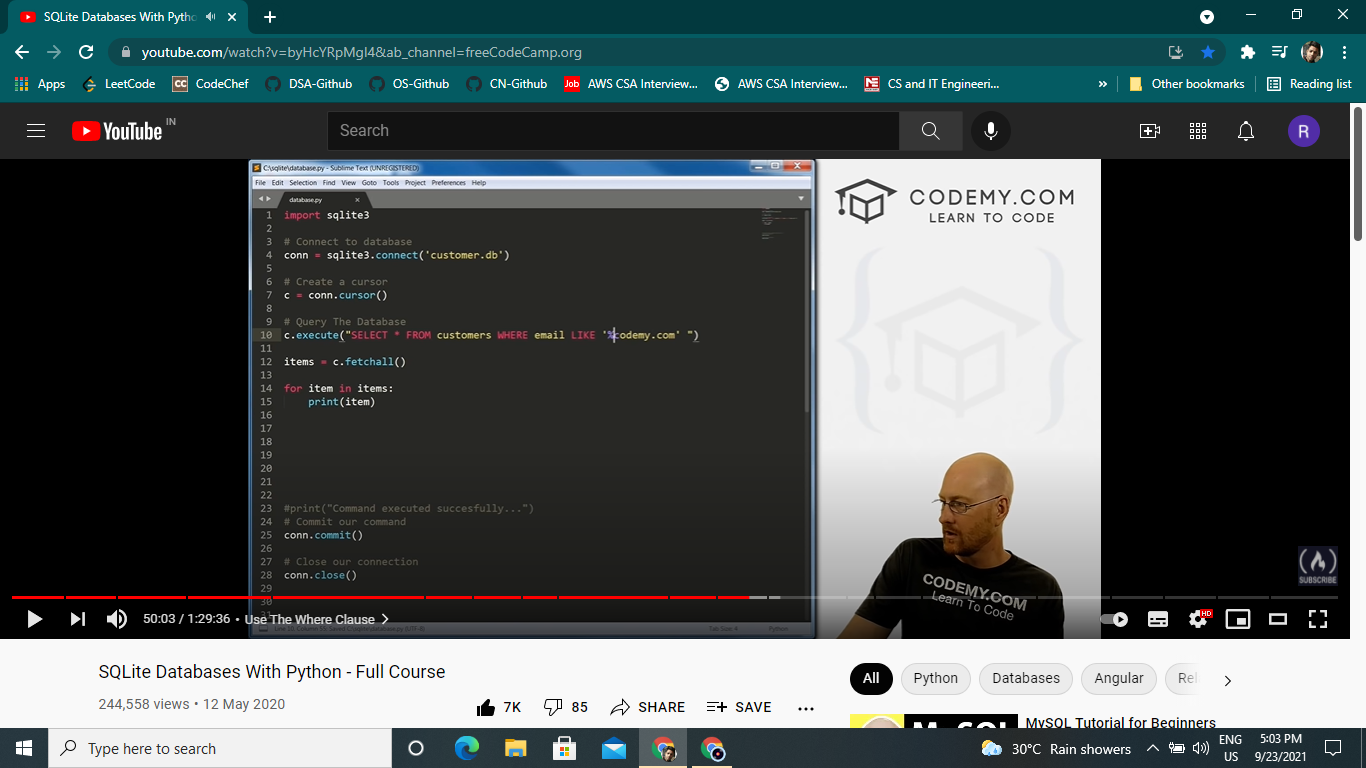 SQLite Databases With Pytho
youtube.com/watch?v=byHcYRpMgI4&ab_channel=freeCodeCamp.org
Apps LeetCode CC CodeChef DSA-Github OS-Github CN-Github Job AWS CSA Interview... AWS CSA Interview... CS and IT Engineeri... » Other bookmarks Reading list
YouTube IN Search R
C:\sqlite\database.py - Sublime Text (UNREGISTERED)
File Edit Selection Find View Goto Tools Project Preferences Help
database.py
1 import sqlite3
2
3 # Connect to database
4 conn = sqlite3.connect('customer.db')
5
6 # Create a cursor
7 c = conn.cursor()
8
9 # Query The Database
10 c.execute("SELECT * FROM customers WHERE email LIKE '%codemy.com' ")
11
12 items = c.fetchall()
13
14 for item in items:
15 print(item)
16
17
18
19
20
21
22
23 #print("Command executed succesfully...")
24 # Commit our command
25 conn.commit()
26
27 # Close our connection
28 conn.close()
29
30
CODEMY.COM
LEARN TO CODE
CODEMY.COM
Learn To Code
SUBSCRIBE
50:03 / 1:29:36 • Use The Where Clause
HD
Tab Size: 4 Python
SQLite Databases With Python - Full Course
244,558 views • 12 May 2020
7K 85 SHARE SAVE
All Python Databases Angular Rel
MySQL Tutorial for Beginners
Type here to search
30°C Rain showers
ENG
US
5:03 PM
9/23/2021